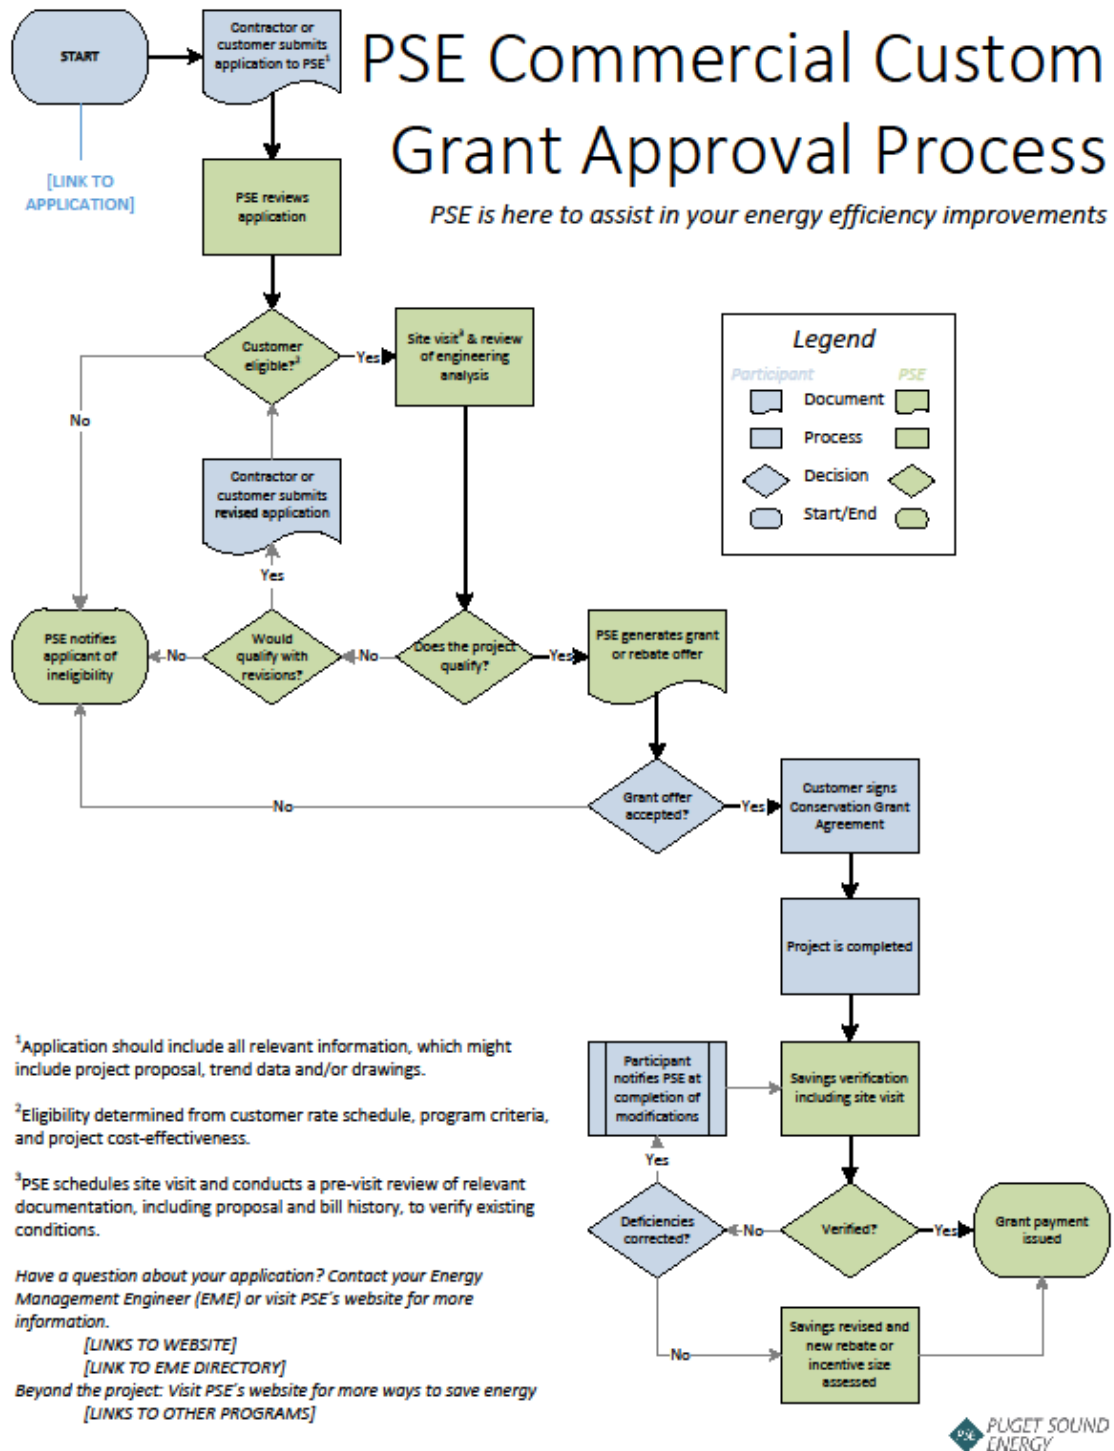 START
Contractor or
customer submits
application to PSE¹
PSE Commercial Custom
Grant Approval Process
PSE is here to assist in your energy efficiency improvements
[LINK TO
APPLICATION]
PSE reviews
application
Customer
eligible?²
Yes
Site visit³ & review
of engineering
analysis
No
Legend
Participant
PSE
Document
Process
Decision
Start/End
Contractor or
customer submits
revised application
Yes
PSE notifies
applicant of
ineligibility
No
Would
qualify with
revisions?
No
Does the project
qualify?
Yes
PSE generates grant
or rebate offer
No
Grant offer
accepted?
Yes
Customer signs
Conservation Grant
Agreement
Project is completed
Participant
notifies PSE at
completion of
modifications
Savings verification
including site visit
Yes
Deficiencies
corrected?
No
Verified?
Yes
Grant payment
issued
No
Savings revised and
new rebate or
incentive size
assessed
¹Application should include all relevant information, which might
include project proposal, trend data and/or drawings.
²Eligibility determined from customer rate schedule, program criteria,
and project cost-effectiveness.
³PSE schedules site visit and conducts a pre-visit review of relevant
documentation, including proposal and bill history, to verify existing
conditions.
Have a question about your application? Contact your Energy
Management Engineer (EME) or visit PSE's website for more
information.
[LINKS TO WEBSITE]
[LINK TO EME DIRECTORY]
Beyond the project: Visit PSE's website for more ways to save energy
[LINKS TO OTHER PROGRAMS]
PSE
PUGET SOUND
ENERGY